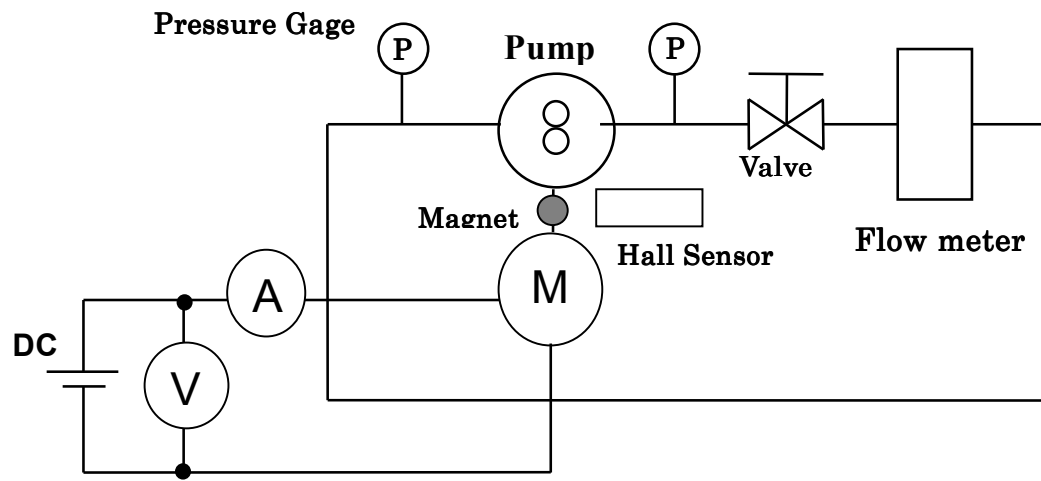 Pressure Gage
P
Pump
P
Valve
Magnet
Hall Sensor
Flow meter
A
M
DC
V